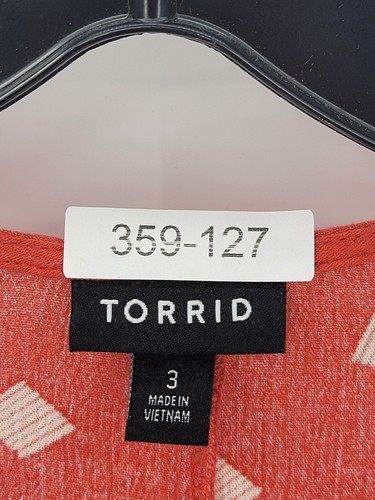 359-127
TORRID
3
MADE IN
VIETNAM